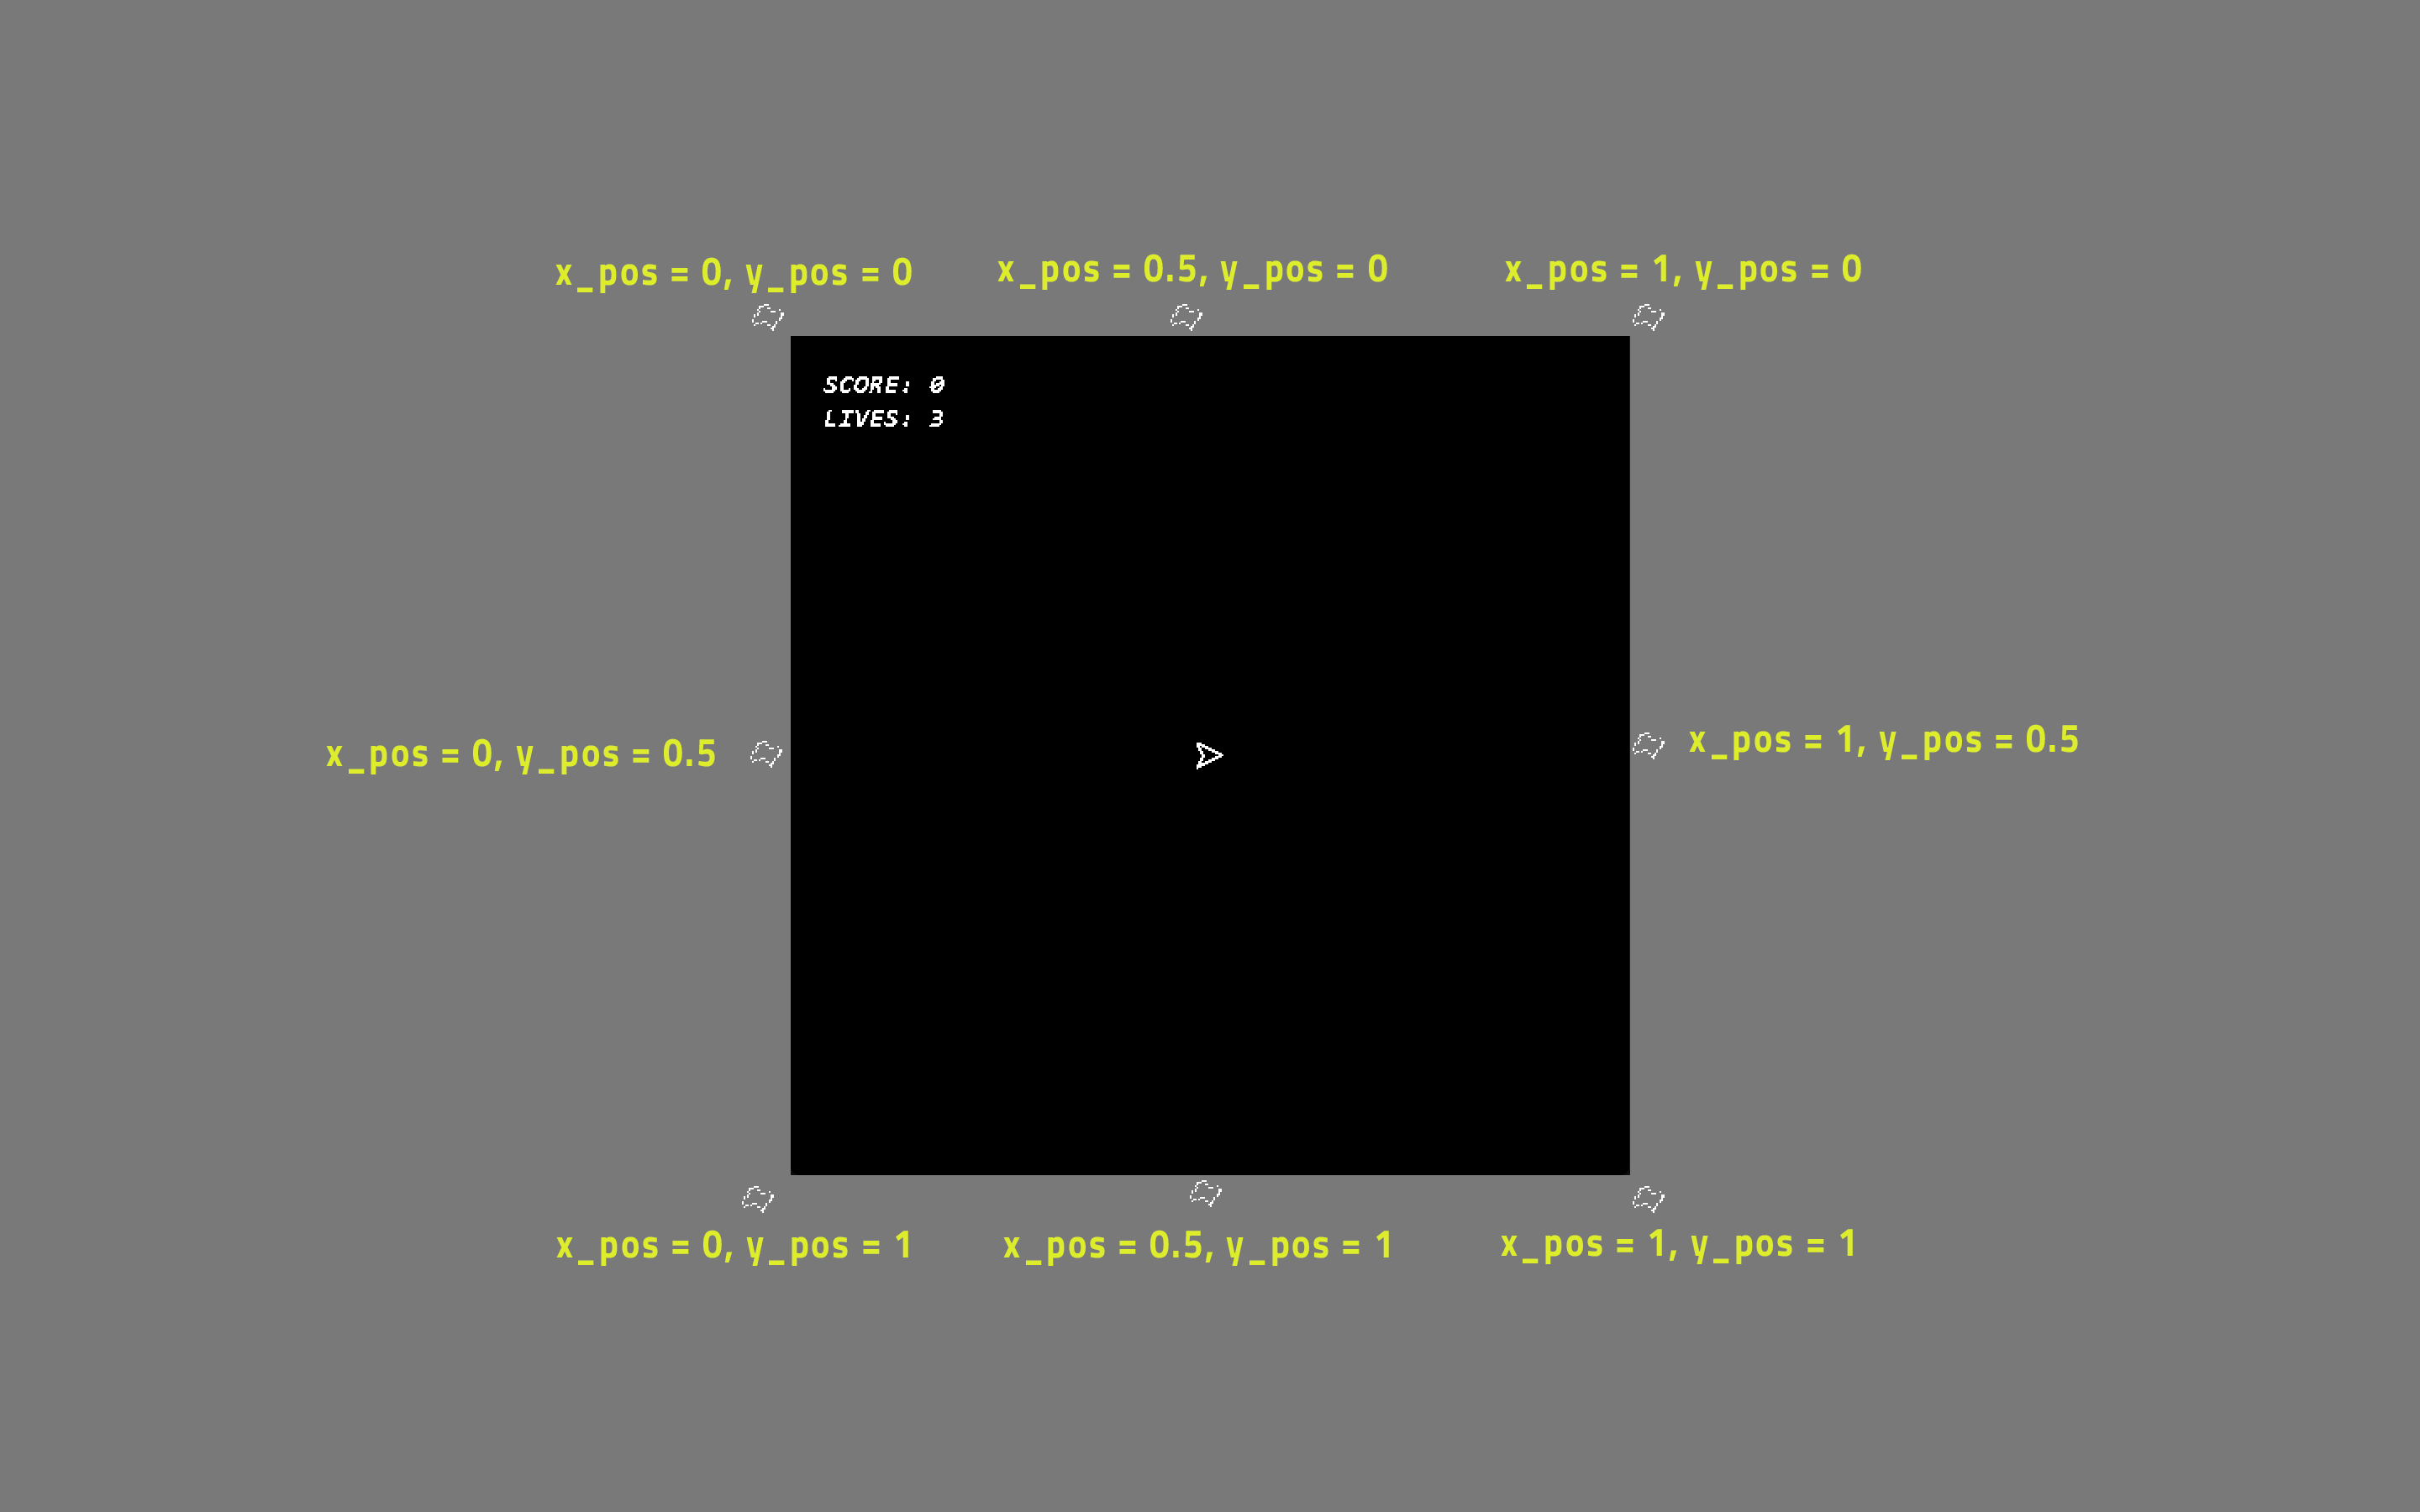 x_pos = 0, y_pos = 0
x_pos = 0.5, y_pos = 0
x_pos = 1, y_pos = 0
SCORE: 0
LIVES: 3
x_pos = 0, y_pos = 0.5
x_pos = 1, y_pos = 0.5
x_pos = 0, y_pos = 1
x_pos = 0.5, y_pos = 1
x_pos = 1, y_pos = 1